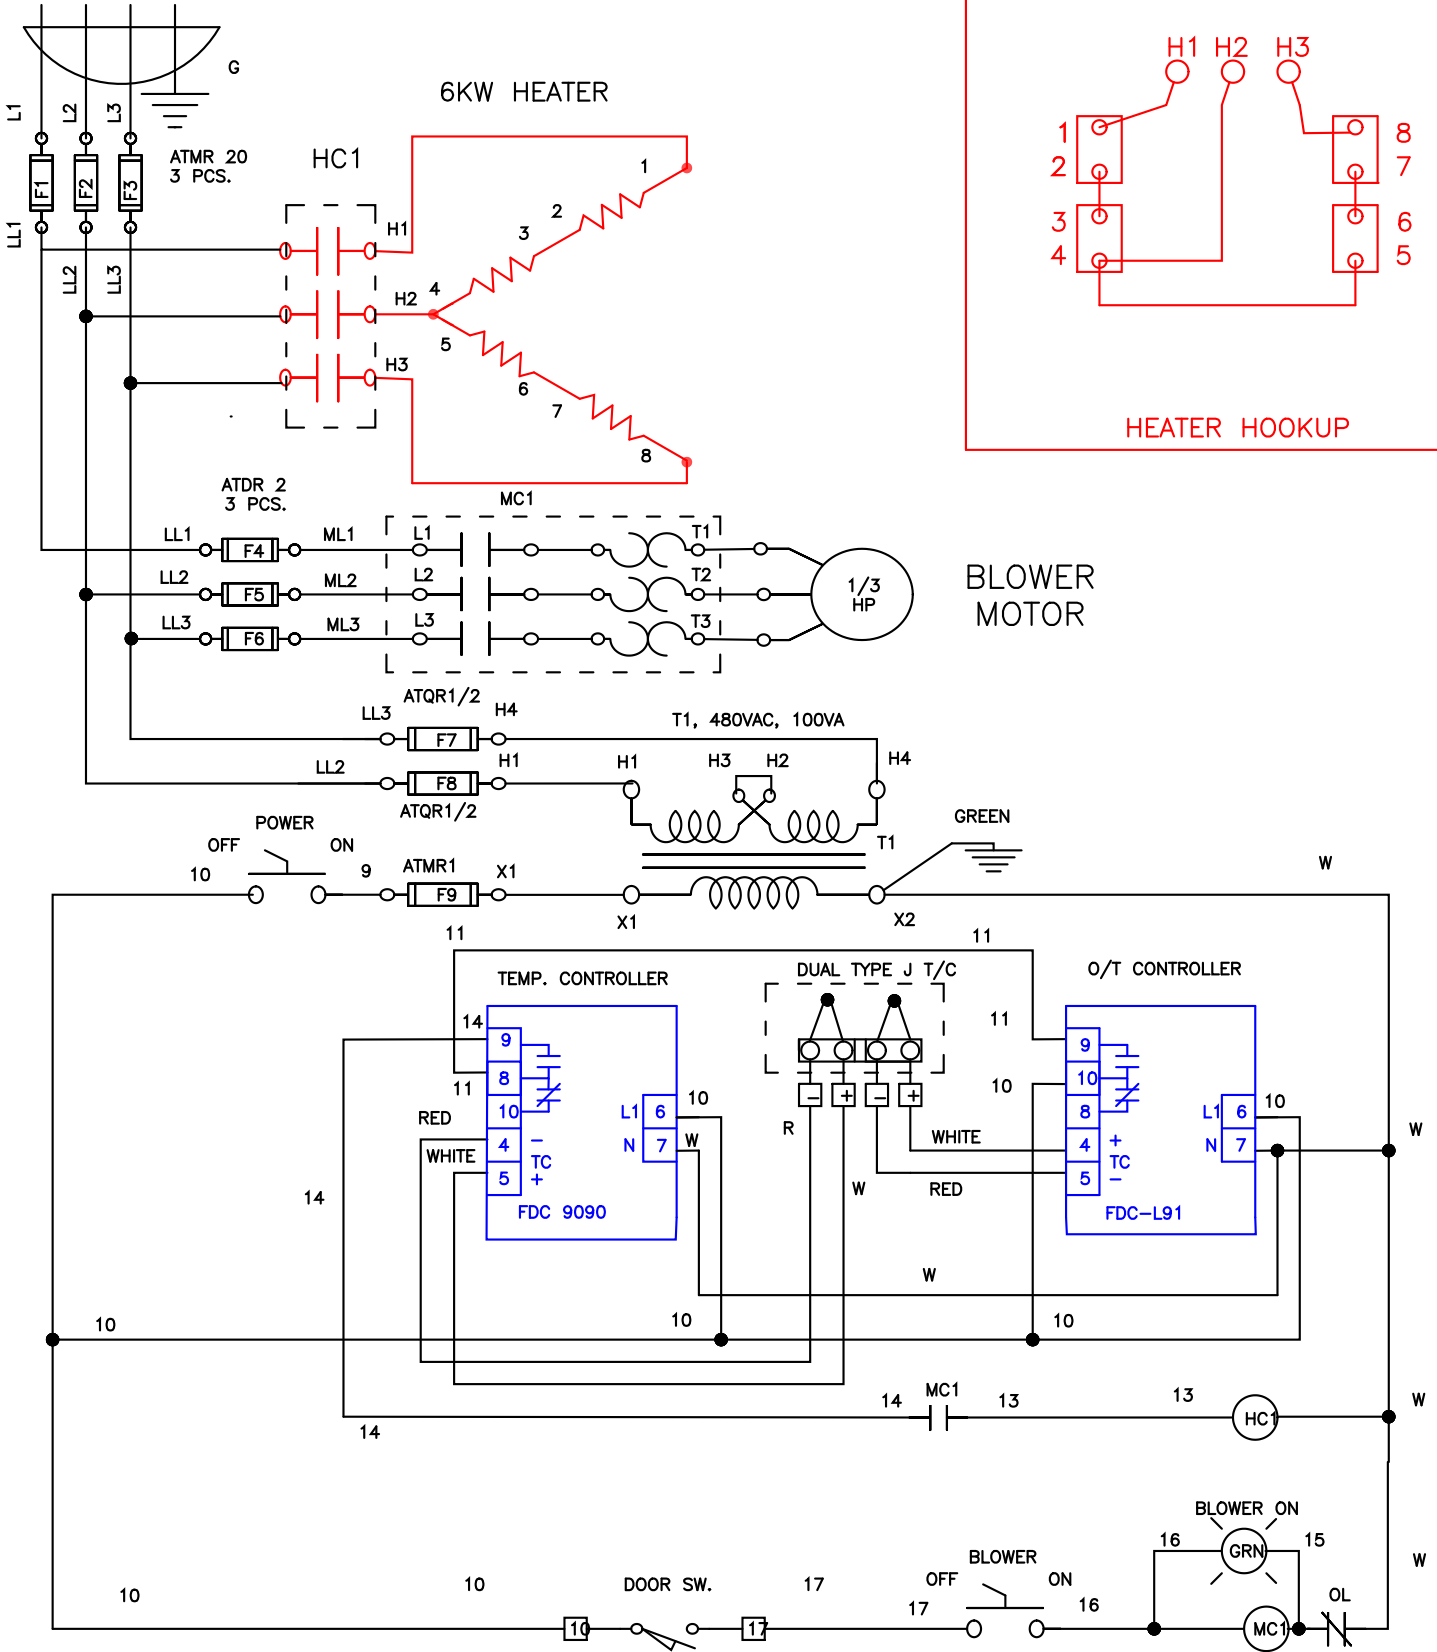 G
L1
L2
L3
F1
F2
F3
ATMR 20
3 PCS.
LL1
LL2
LL3
HC1
6KW HEATER
H1
H2
H3
1
2
3
4
5
6
7
8
H1 H2 H3
1
2
3
4
8
7
6
5
HEATER HOOKUP
ATDR 2
3 PCS.
MC1
LL1
F4
ML1
L1
T1
LL2
F5
ML2
L2
T2
LL3
F6
ML3
L3
T3
1/3
HP
BLOWER
MOTOR
ATQR1/2
LL3
F7
H4
T1, 480VAC, 100VA
LL2
F8
H1
ATQR1/2
H1
H3
H2
H4
T1
POWER
OFF
ON
10
9
ATMR1
F9
X1
X1
X2
GREEN
W
11
11
TEMP. CONTROLLER
DUAL TYPE J T/C
O/T CONTROLLER
14
9
11
8
10
RED
4
-
WHITE
TC
5
+
FDC 9090
L1
6
10
N
7
W
-
+
-
+
R
W
WHITE
RED
11
9
10
10
8
4
+
TC
5
-
FDC-L91
L1
6
10
N
7
W
14
W
10
10
10
14
14
MC1
13
13
HC1
W
BLOWER ON
16
GRN
15
W
10
10
10
DOOR SW.
17
17
17
BLOWER
OFF
ON
16
MC1
OL